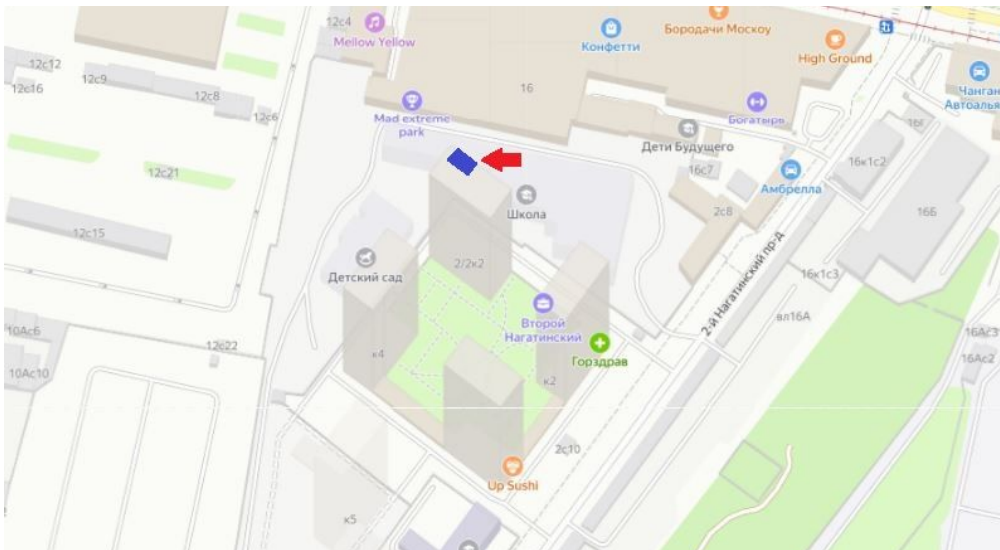 12с4
Mellow Yellow
Конфетти
Бородачи Москоу
High Ground
12с12
12с16
12с9
12с8
12с6
16
Mad extreme
park
Богатырь
Чанган
Автоалья
16Г
Дети Будущего
16с7
Амбрелла
16к1с2
12с21
Школа
2с8
16Б
12с15
Детский сад
2/2к2
2-й Нагатинский пр-д
16к1с3
Второй
Нагатинский
вл16А
10Ас6
12с22
Горздрав
16Ас3
16Ас2
10Ас10
к4
к2
2с10
Up Sushi
к5